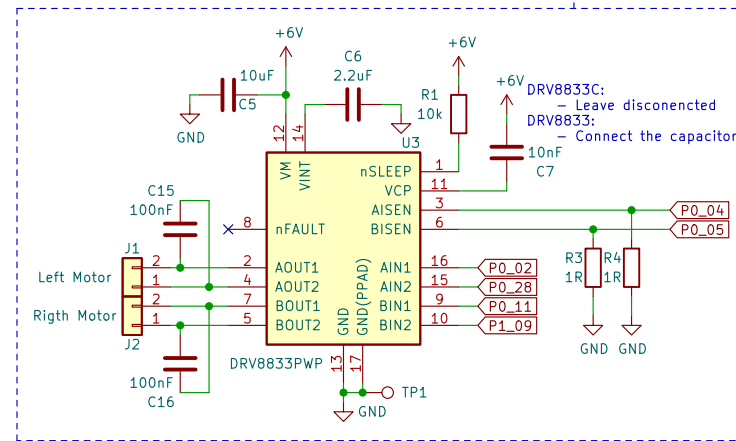 +6V
C6
2.2uF
+6V
10uF
C5
GND
GND
R1
10k
+6V
DRV8833C:
- Leave disconencted
DRV8833:
- Connect the capacitor
10nF
C7
12
14
U3
VM
VINT
nSLEEP 1
VCP 11
AISEN 3
P0_04
BISEN 6
P0_05
8 nFAULT
C15
100nF
J1
Left Motor
2
2 AOUT1
1
4 AOUT2
Rigth Motor
2
7 BOUT1
1
5 BOUT2
J2
AIN1 16
P0_02
AIN2 15
P0_28
BIN1 9
P0_11
BIN2 10
P1_09
R3
1R
R4
1R
GND
GND
GND
GND(PPAD)
DRV8833PWP
13
17
100nF
C16
TP1
GND